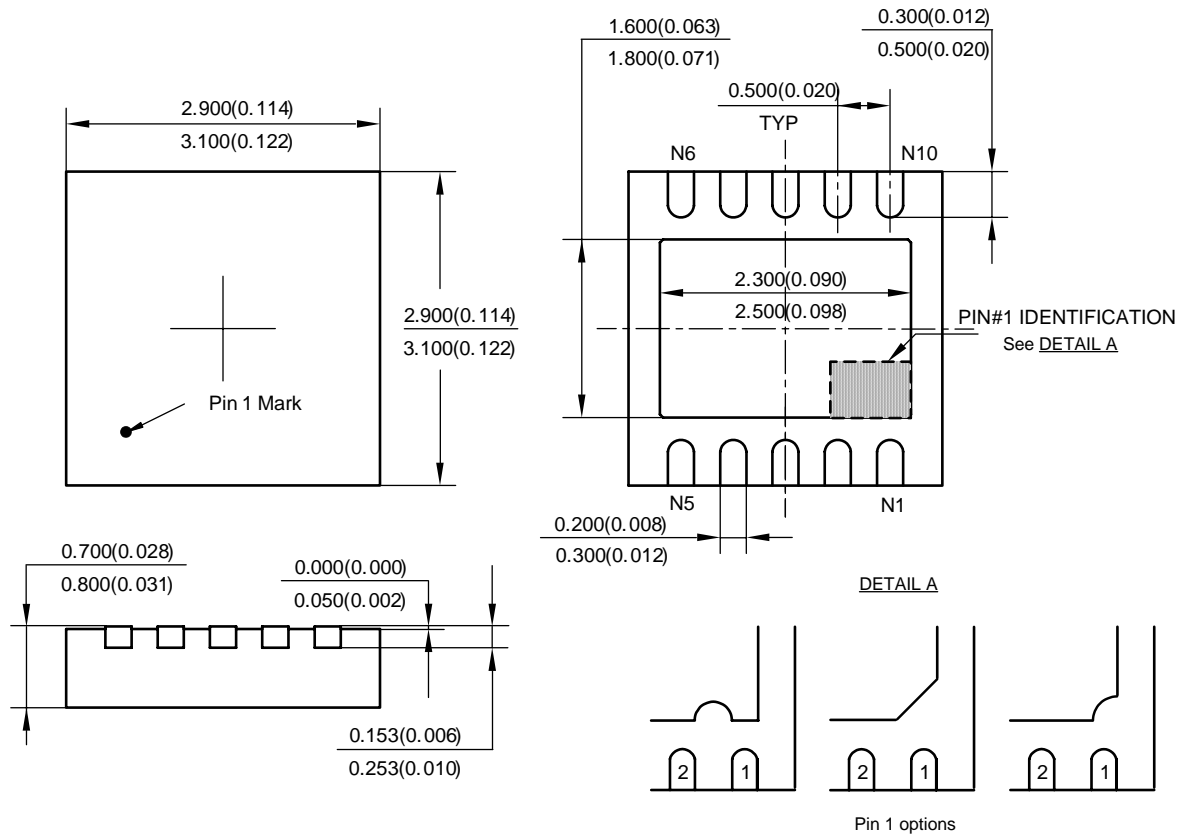 2.900(0.114)
3.100(0.122)
2.900(0.114)
3.100(0.122)
Pin 1 Mark
1.600(0.063)
1.800(0.071)
0.500(0.020)
TYP
0.300(0.012)
0.500(0.020)
N6
N10
2.300(0.090)
2.500(0.098)
PIN#1 IDENTIFICATION
See DETAIL A
N5
N1
0.200(0.008)
0.300(0.012)
0.700(0.028)
0.800(0.031)
0.000(0.000)
0.050(0.002)
0.153(0.006)
0.253(0.010)
DETAIL A
2
1
2
1
2
1
Pin 1 options